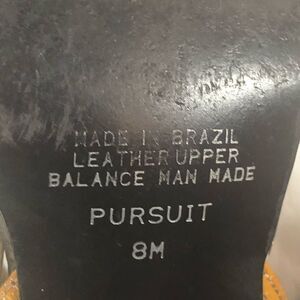 MADE IN BRAZIL
LEATHER UPPER
BALANCE MAN MADE
PURSUIT
8M